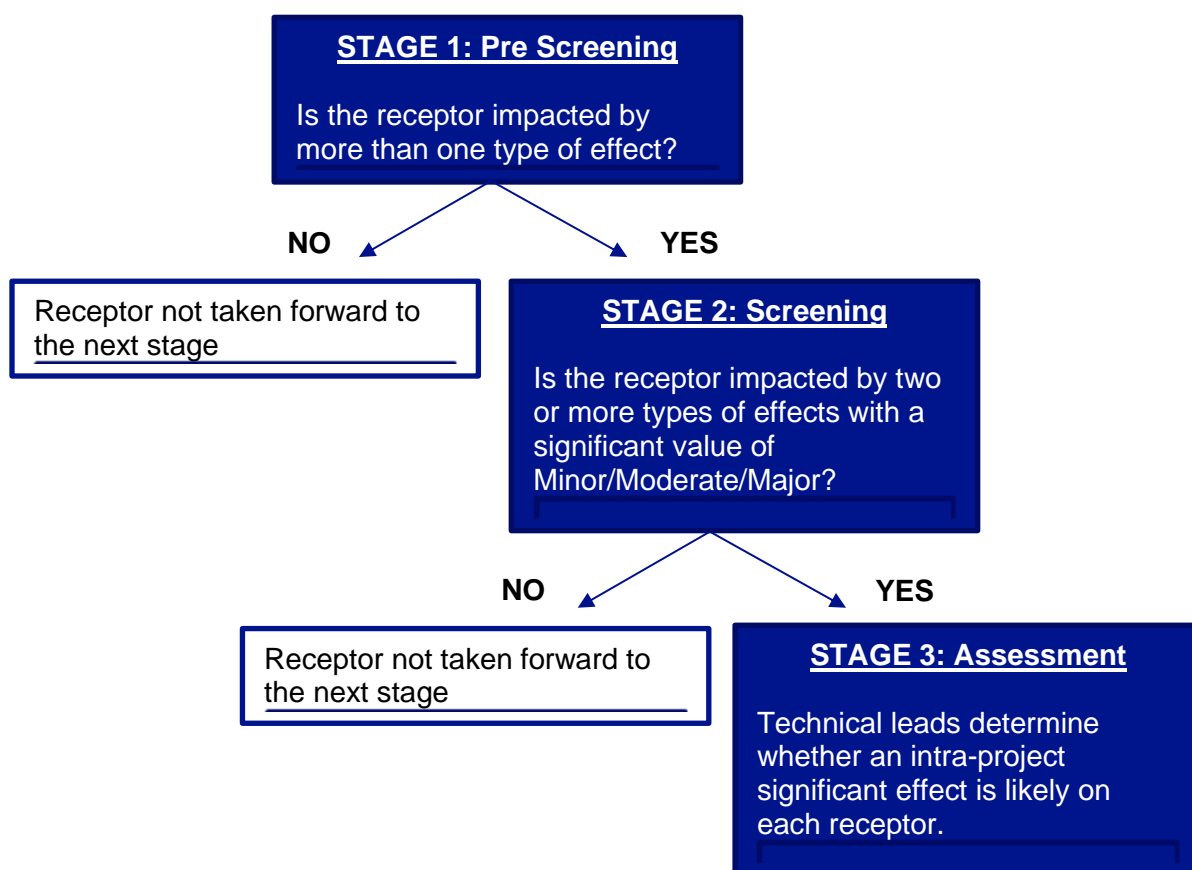 STAGE 1: Pre Screening
Is the receptor impacted by
more than one type of effect?
NO
YES
Receptor not taken forward to
the next stage
STAGE 2: Screening
Is the receptor impacted by two
or more types of effects with a
significant value of
Minor/Moderate/Major?
NO
YES
Receptor not taken forward to
the next stage
STAGE 3: Assessment
Technical leads determine
whether an intra-project
significant effect is likely on
each receptor.